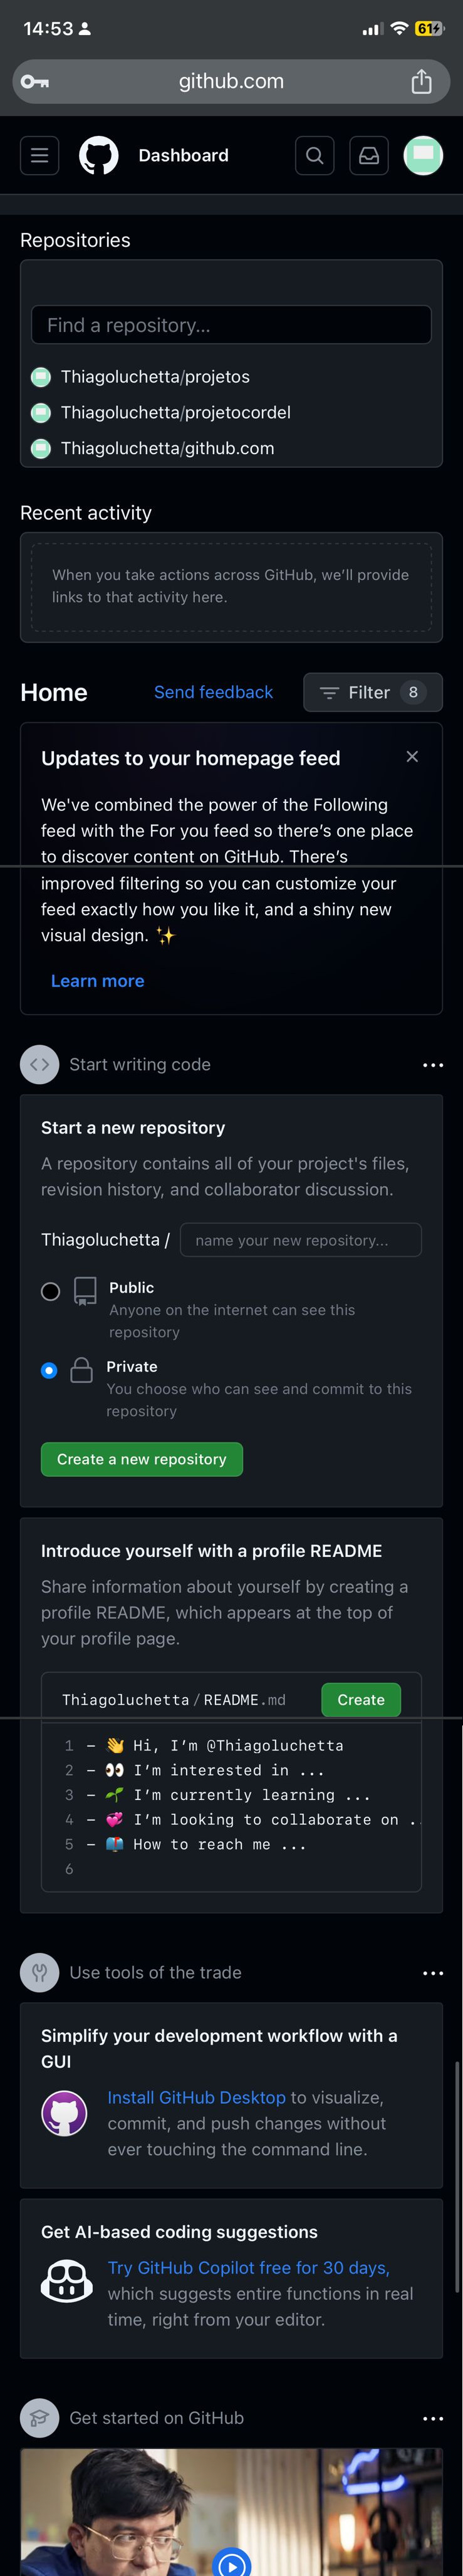 14:53
61
github.com
Dashboard
Repositories
Find a repository...
Thiagoluchetta/projetos
Thiagoluchetta/projetocordel
Thiagoluchetta/github.com
Recent activity
When you take actions across GitHub, we’ll provide
links to that activity here.
Home
Send feedback
Filter 8
Updates to your homepage feed
We've combined the power of the Following
feed with the For you feed so there’s one place
to discover content on GitHub. There’s
improved filtering so you can customize your
feed exactly how you like it, and a shiny new
visual design. ✨
Learn more
Start writing code
Start a new repository
A repository contains all of your project's files,
revision history, and collaborator discussion.
Thiagoluchetta / name your new repository...
Public
Anyone on the internet can see this
repository
Private
You choose who can see and commit to this
repository
Create a new repository
Introduce yourself with a profile README
Share information about yourself by creating a
profile README, which appears at the top of
your profile page.
Thiagoluchetta / README.md
Create
1 - 👋 Hi, I’m @Thiagoluchetta
2 - 👀 I’m interested in ...
3 - 🌱 I’m currently learning ...
4 - 💞️ I’m looking to collaborate on ..
5 - 📫 How to reach me ...
6
Use tools of the trade
Simplify your development workflow with a
GUI
Install GitHub Desktop to visualize,
commit, and push changes without
ever touching the command line.
Get AI-based coding suggestions
Try GitHub Copilot free for 30 days,
which suggests entire functions in real
time, right from your editor.
Get started on GitHub